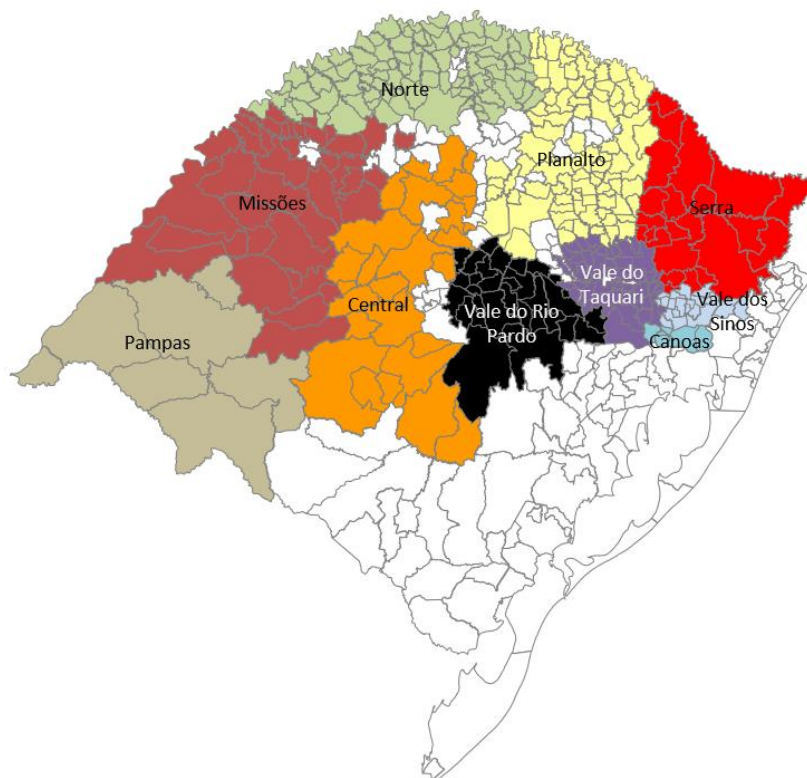 Norte
Planalto
Missões
Serra
Vale do
Taquari
Central
Vale dos
Sinos
Vale do Rio
Pardo
Pampas
Canoas